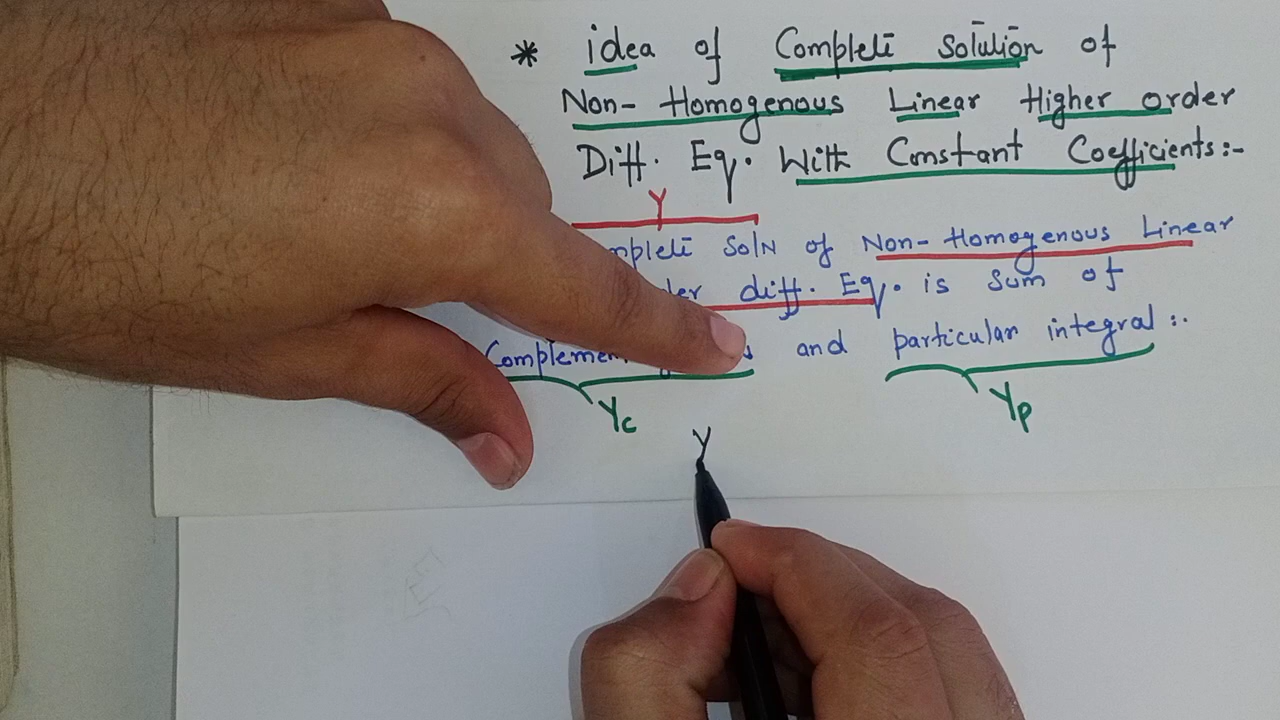 * idea of Complete solution of
Non-Homogenous Linear Higher order
Diff. Eq. With Constant Coefficients:-
Y
Soln of Non-Homogenous Linear
diff. Eq. is sum of
and particular integral:.
Yc
Yp
Y